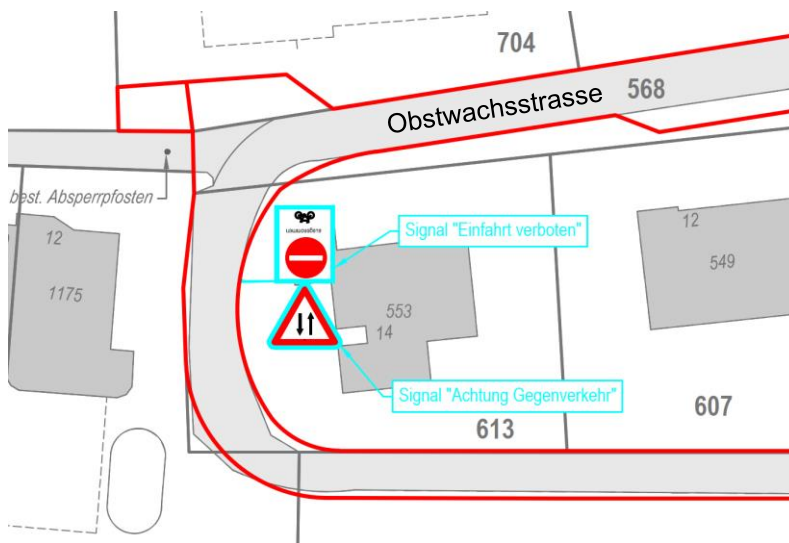 704
568
Obstwachsstrasse
best. Absperrpfosten
Signal "Einfahrt verboten"
12
1175
12
549
553
14
Signal "Achtung Gegenverkehr"
607
613